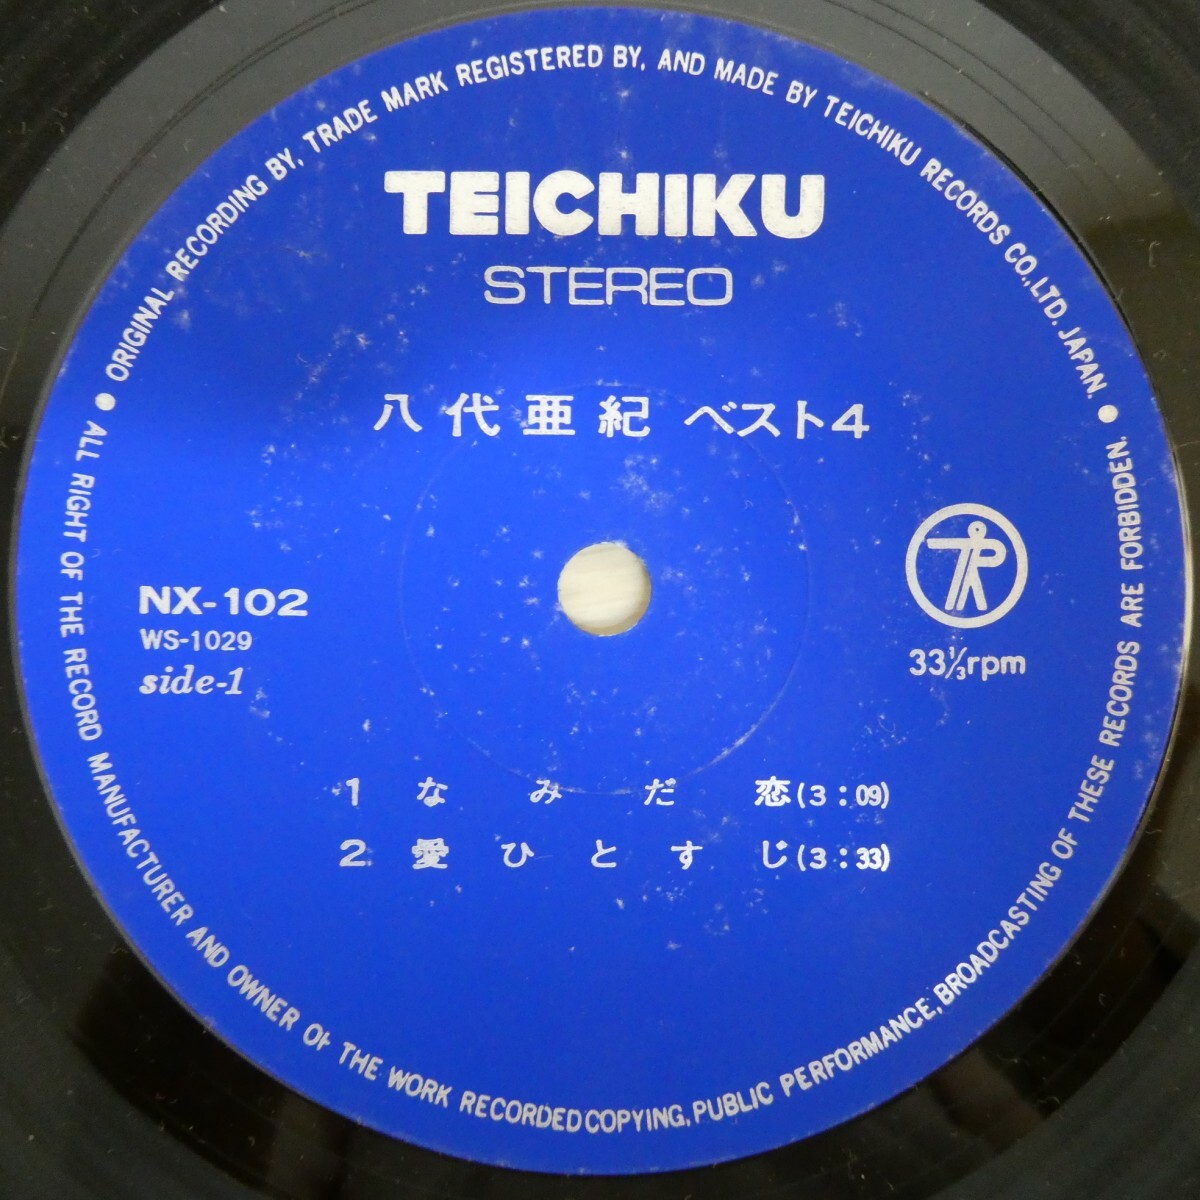 ● ORIGINAL RECORDING BY, TRADE MARK REGISTERED BY, AND MADE BY TEICHIKU RECORDS CO., LTD. JAPAN.
TEICHIKU
STEREO
八代亜紀 ベスト4
NX-102
WS-1029
side-1
TR
33⅓rpm
1 なみだ恋(3:09)
2 愛ひとすじ(3:33)
● ALL RIGHT OF THE RECORD MANUFACTURER AND OWNER OF THE WORK RECORDED COPYING, PUBLIC PERFORMANCE, BROADCASTING OF THESE RECORDS ARE FORBIDDEN.